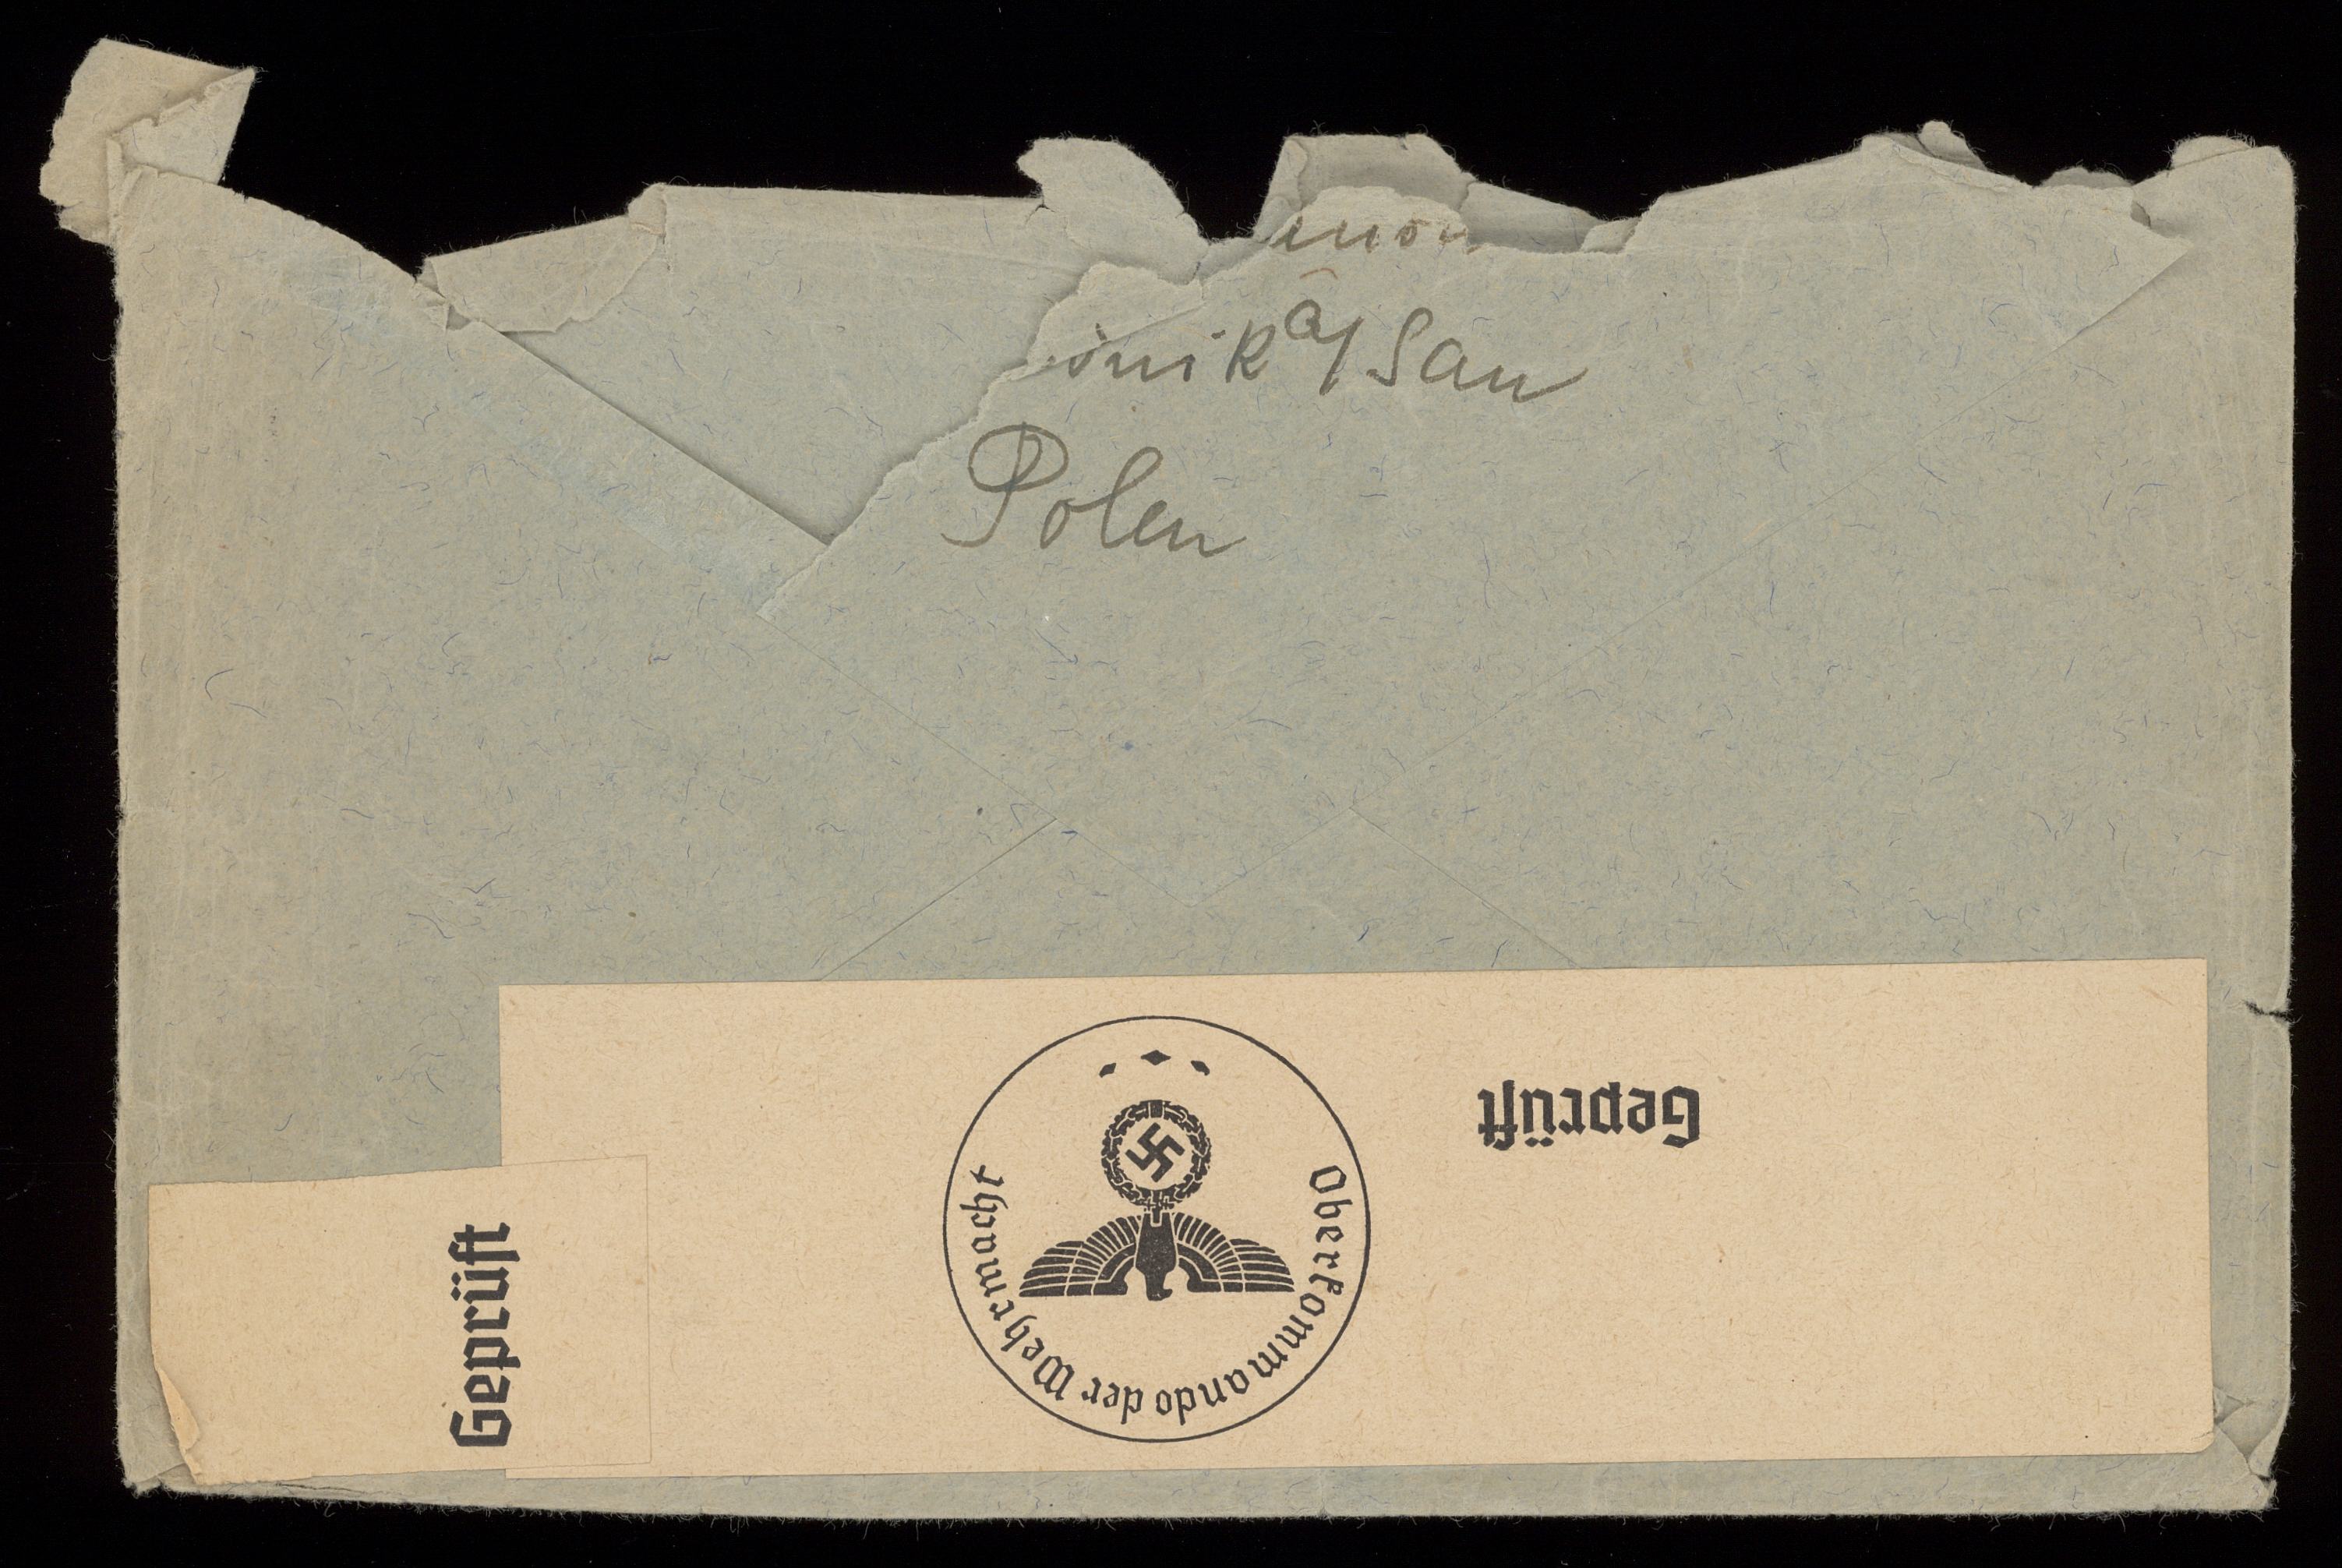 a/San
Polen
Geprüft
Oberkommando der Wehrmacht
Geprüft